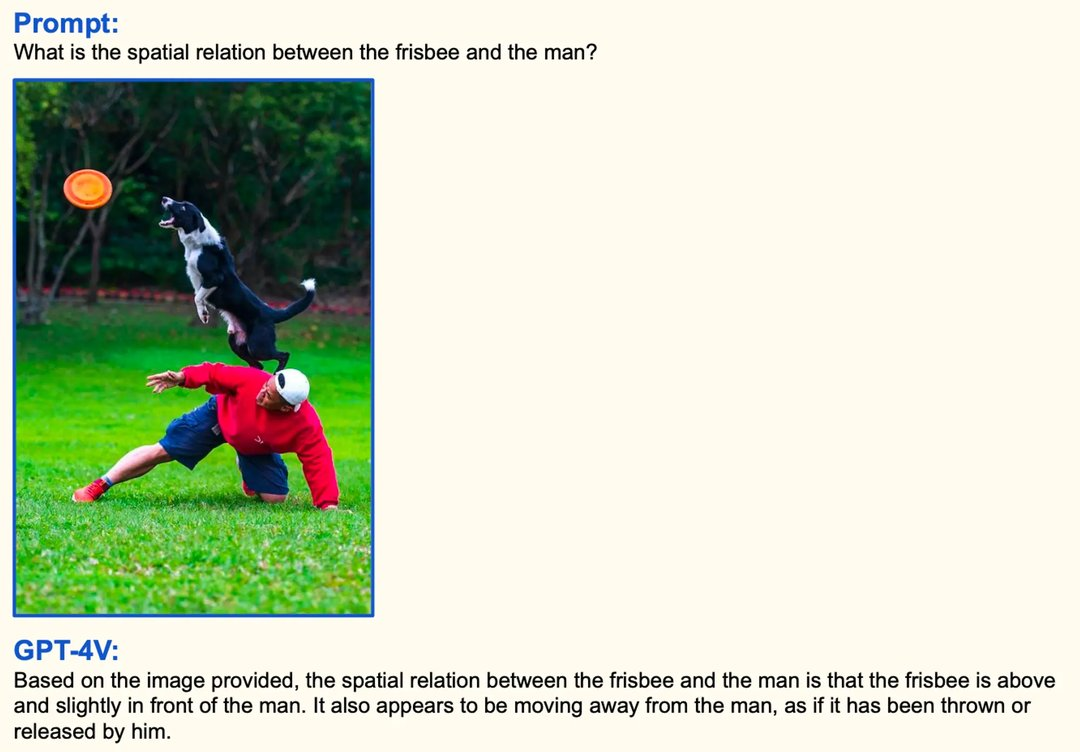 Prompt:
What is the spatial relation between the frisbee and the man?
GPT-4V:
Based on the image provided, the spatial relation between the frisbee and the man is that the frisbee is above
and slightly in front of the man. It also appears to be moving away from the man, as if it has been thrown or
released by him.